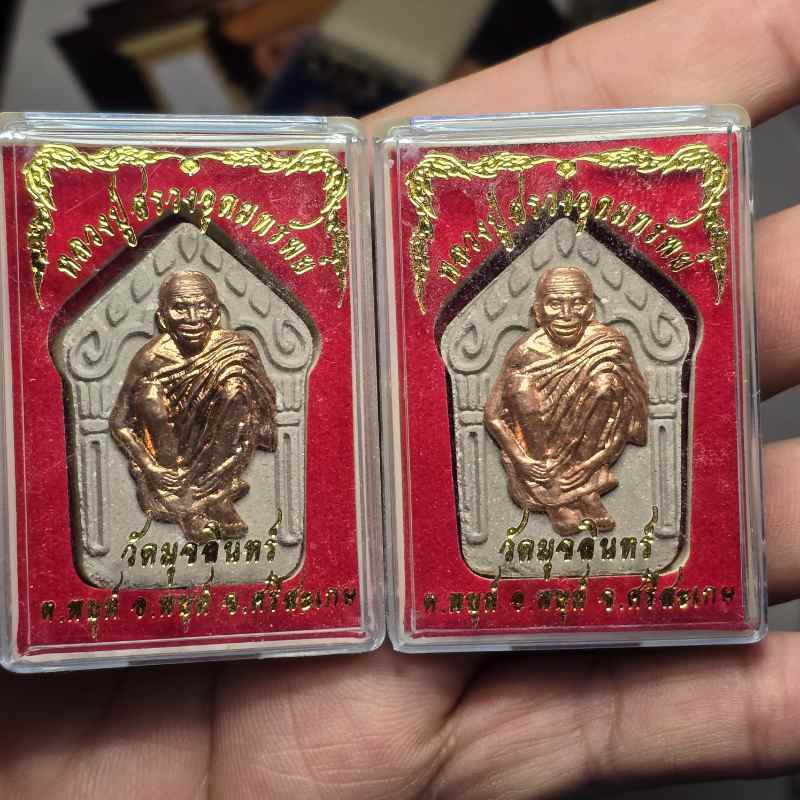 หลวงปู่สรวงอุดมทรัพย์
วัดมุจลินทร์
ต.พยุห์ อ.พยุห์ จ.ศรีสะเกษ
หลวงปู่สรวงอุดมทรัพย์
วัดมุจลินทร์
ต.พยุห์ อ.พยุห์ จ.ศรีสะเกษ